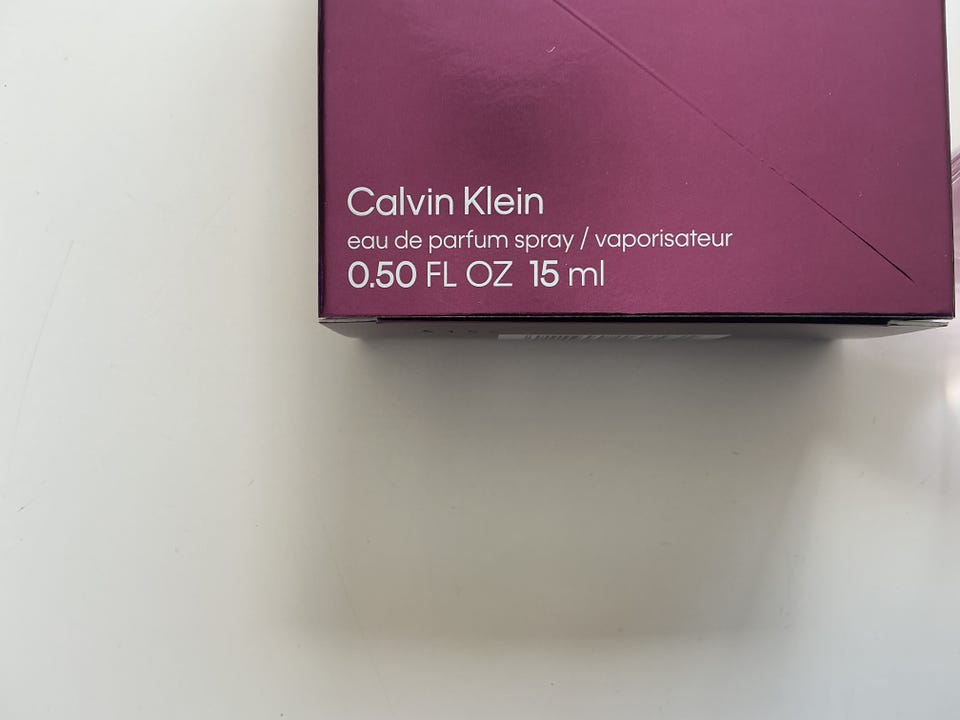 Calvin Klein
eau de parfum spray / vaporisateur
0.50 FL OZ 15 ml